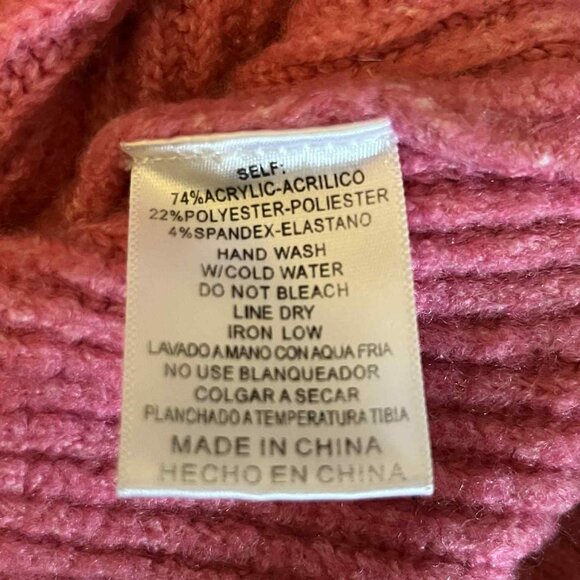 SELF:
74%ACRYLIC-ACRILICO
22%POLYESTER-POLIESTER
4%SPANDEX-ELASTANO
HAND WASH
W/COLD WATER
DO NOT BLEACH
LINE DRY
IRON LOW
LAVADO A MANO CON AQUA FRIA
NO USE BLANQUEADOR
COLGAR A SECAR
PLANCHADO A TEMPERATURA TIBIA
MADE IN CHINA
HECHO EN CHINA